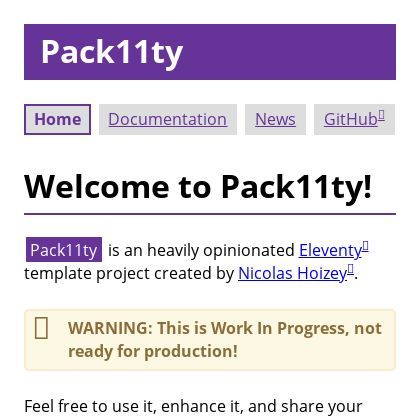 Pack11ty
Home Documentation News GitHub
Welcome to Pack11ty!
Pack11ty is an heavily opinionated Eleventy
template project created by Nicolas Hoizey.
WARNING: This is Work In Progress, not
ready for production!
Feel free to use it, enhance it, and share your